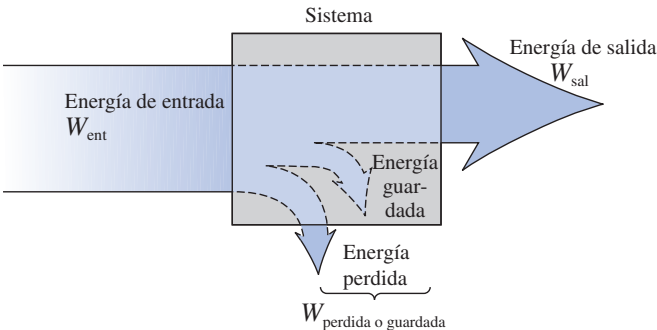 Sistema
Energía de salida
W_sal
Energía de entrada
W_ent
Energía
guar-
dada
Energía
perdida
W_perdida o guardada